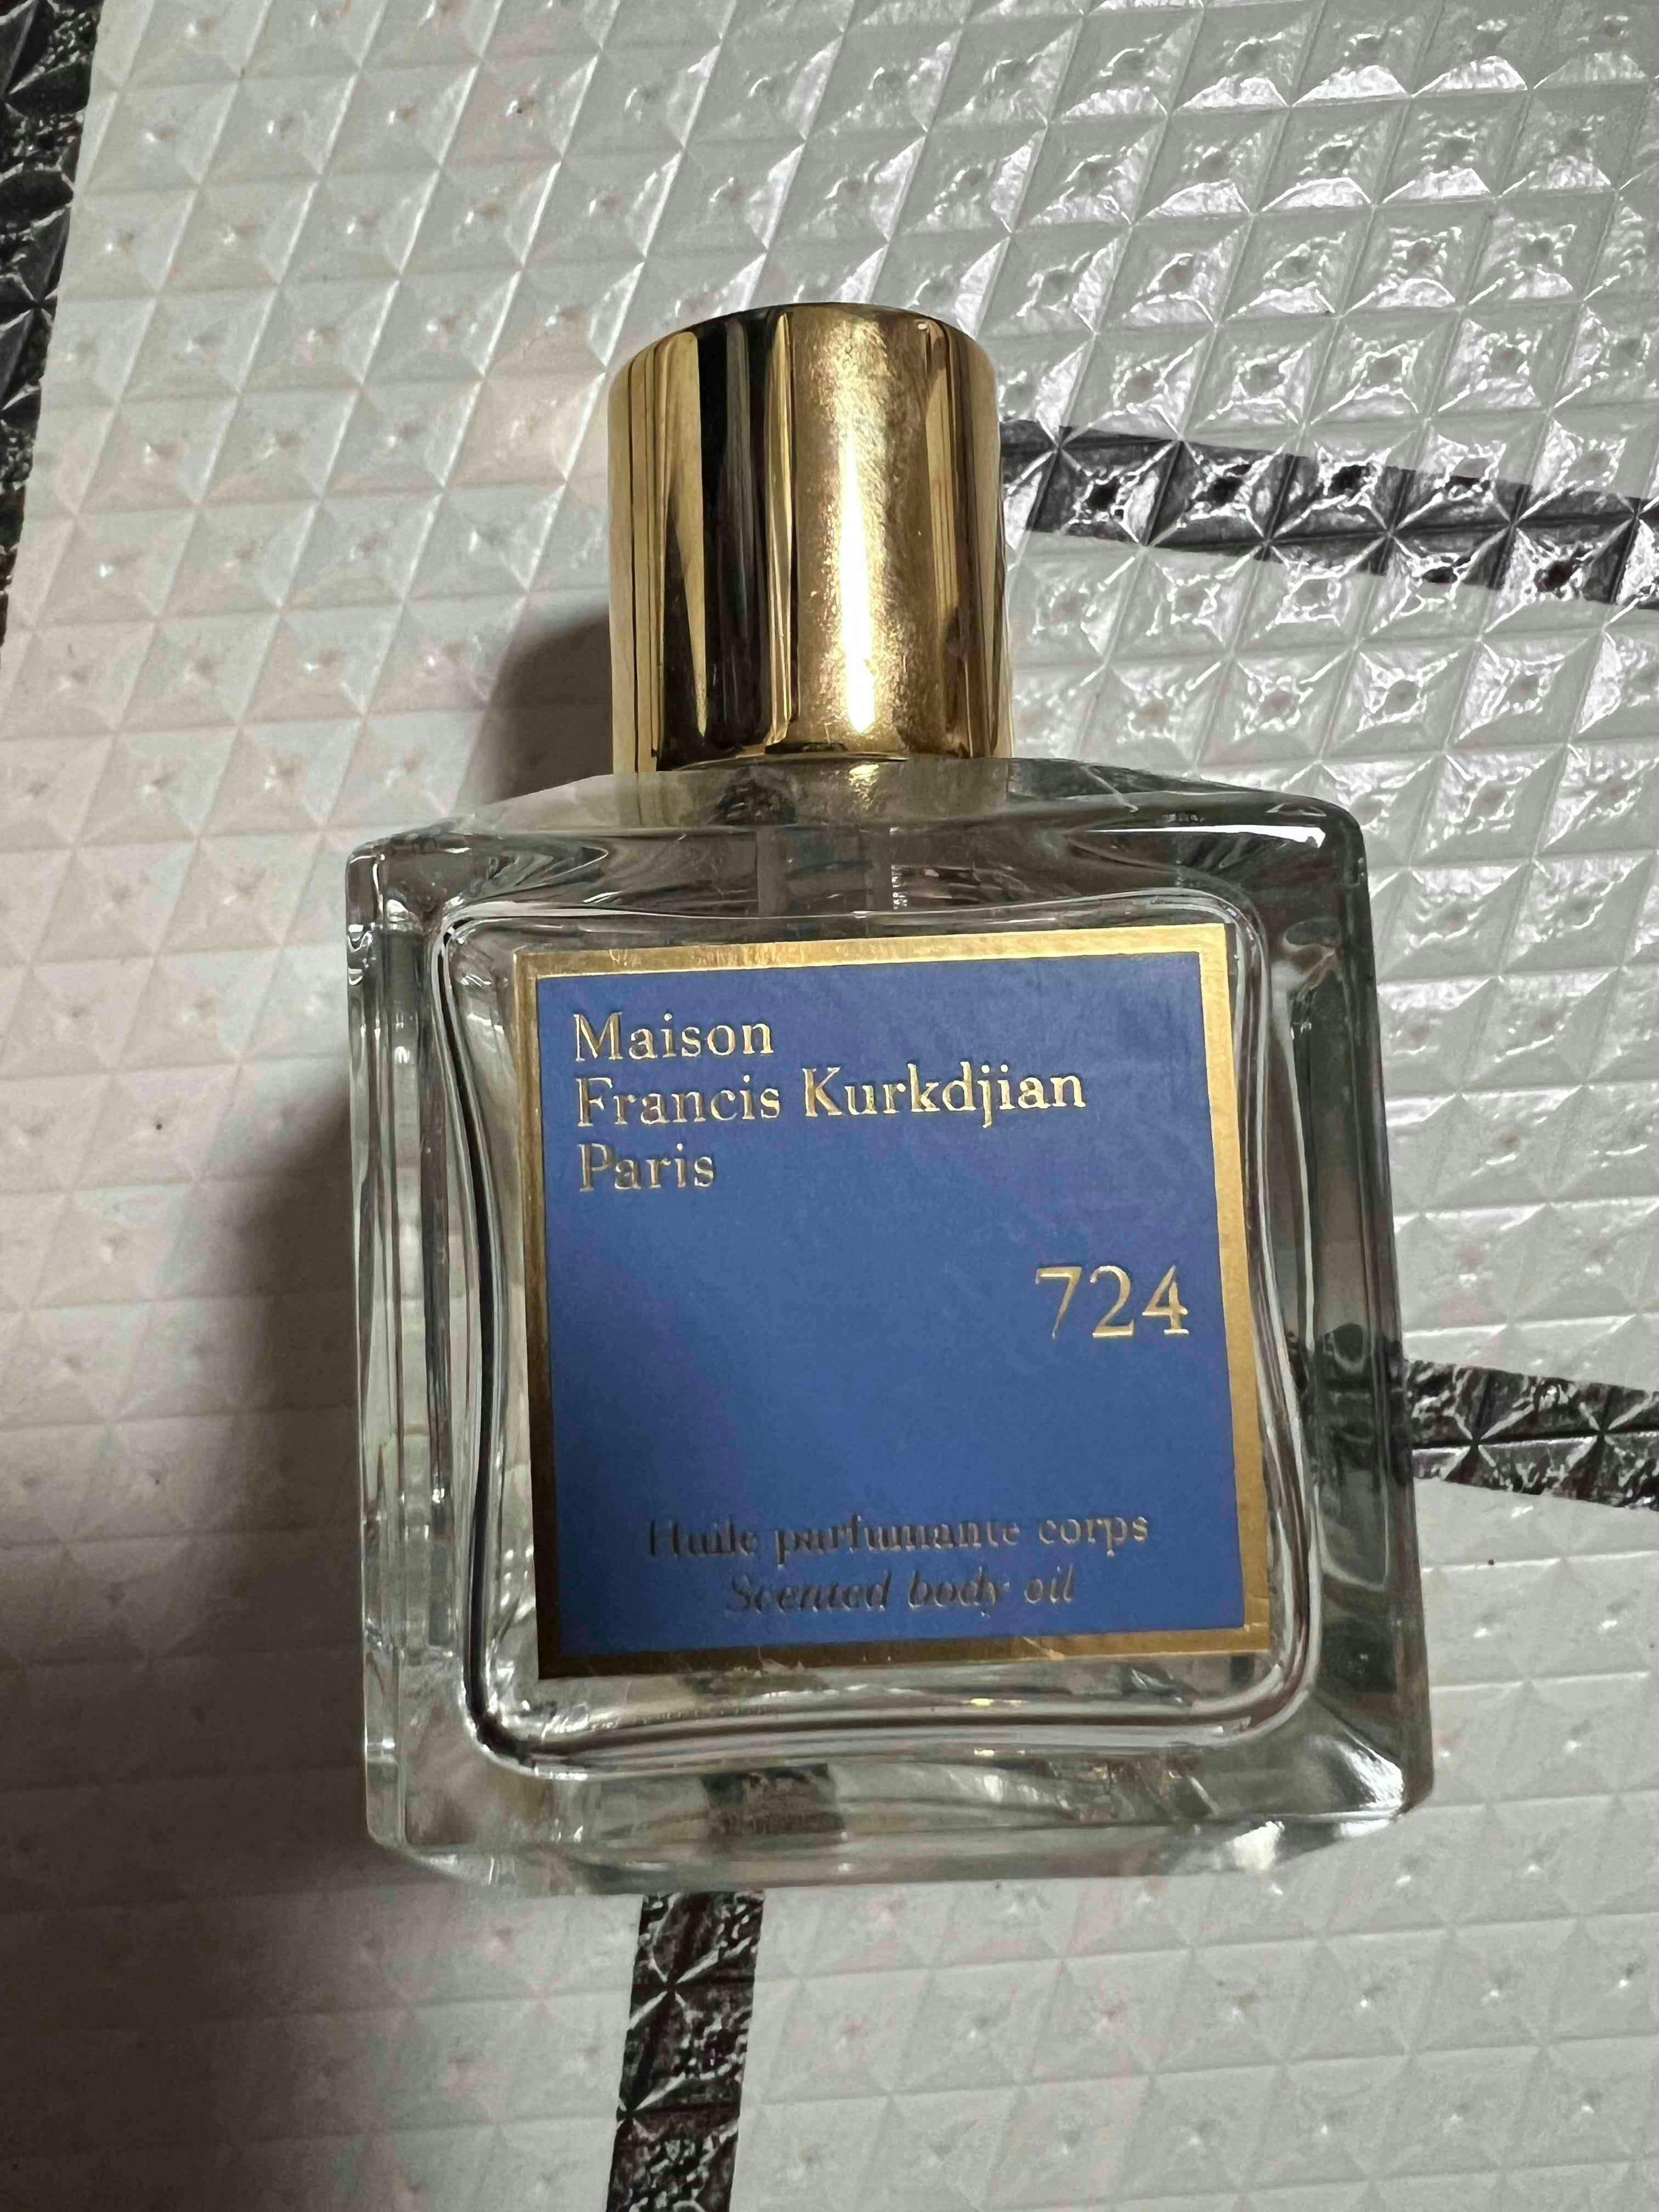 Maison
Francis Kurkdjian
Paris
724
Huile parfumante corps
Scented body oil